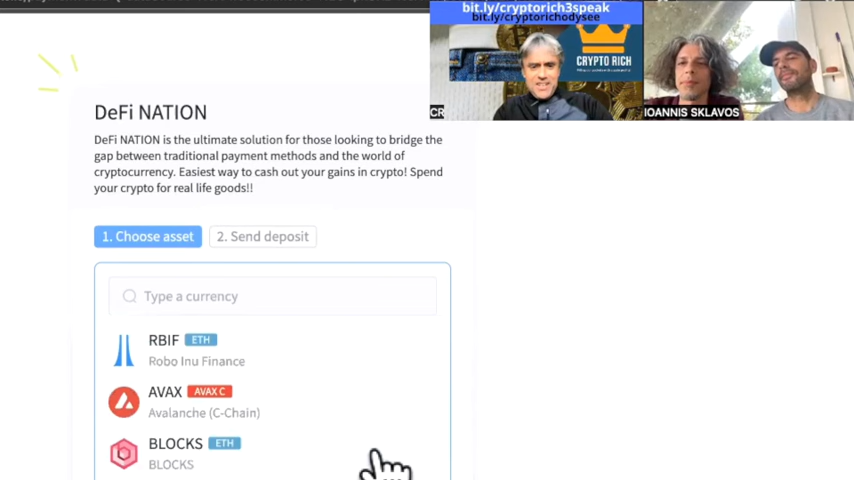 bit.ly/cryptorich3speak
bit.ly/cryptorichodysee
CRYPTO RICH
CR
IOANNIS SKLAVOS
DeFi NATION
DeFi NATION is the ultimate solution for those looking to bridge the
gap between traditional payment methods and the world of
cryptocurrency. Easiest way to cash out your gains in crypto! Spend
your crypto for real life goods!!
1. Choose asset
2. Send deposit
Type a currency
RBIF ETH
Robo Inu Finance
AVAX AVAX C
Avalanche (C-Chain)
BLOCKS ETH
BLOCKS